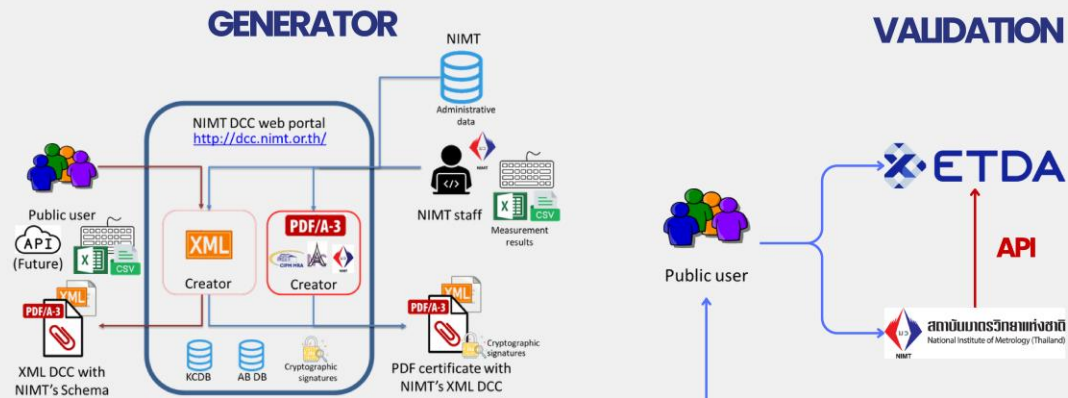 GENERATOR
VALIDATION
NIMT
Administrative
data
NIMT DCC web portal
http://dcc.nimt.or.th/
Public user
API
(Future)
CSV
XML
Creator
PDF/A-3
CIPM MRA
NIMT
Creator
NIMT
NIMT staff
CSV
Measurement
results
XML
PDF/A-3
XML DCC with
NIMT's Schema
KCDB
AB DB
Cryptographic
signatures
XML
PDF/A-3
Cryptographic
signatures
PDF certificate with
NIMT's XML DCC
Public user
ETDA
API
NIMT
สถาบันมาตรวิทยาแห่งชาติ
National Institute of Metrology (Thailand)